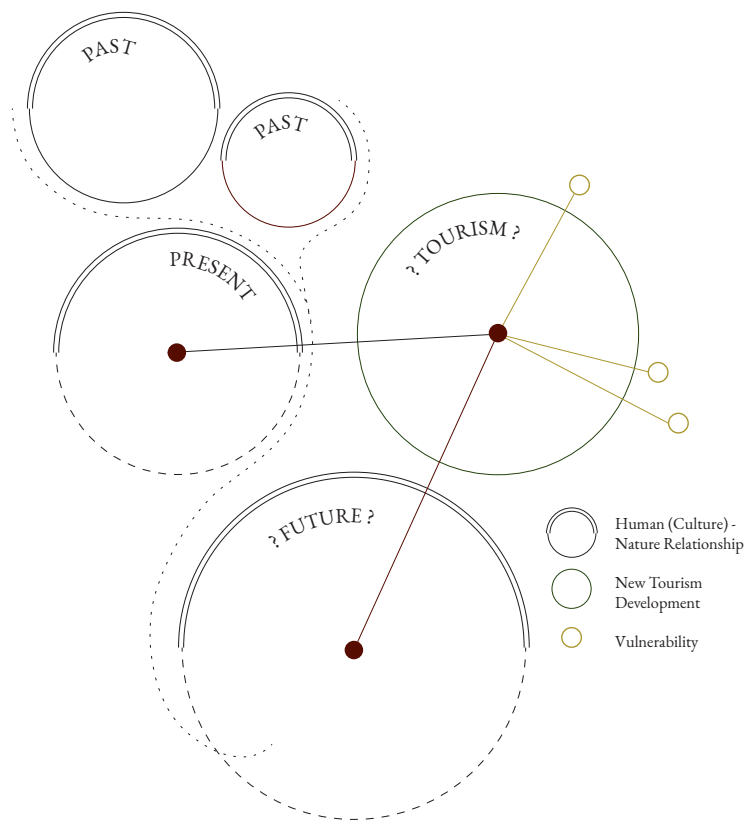 PAST
PAST
PRESENT
? TOURISM ?
? FUTURE ?
Human (Culture) -
Nature Relationship
New Tourism
Development
Vulnerability